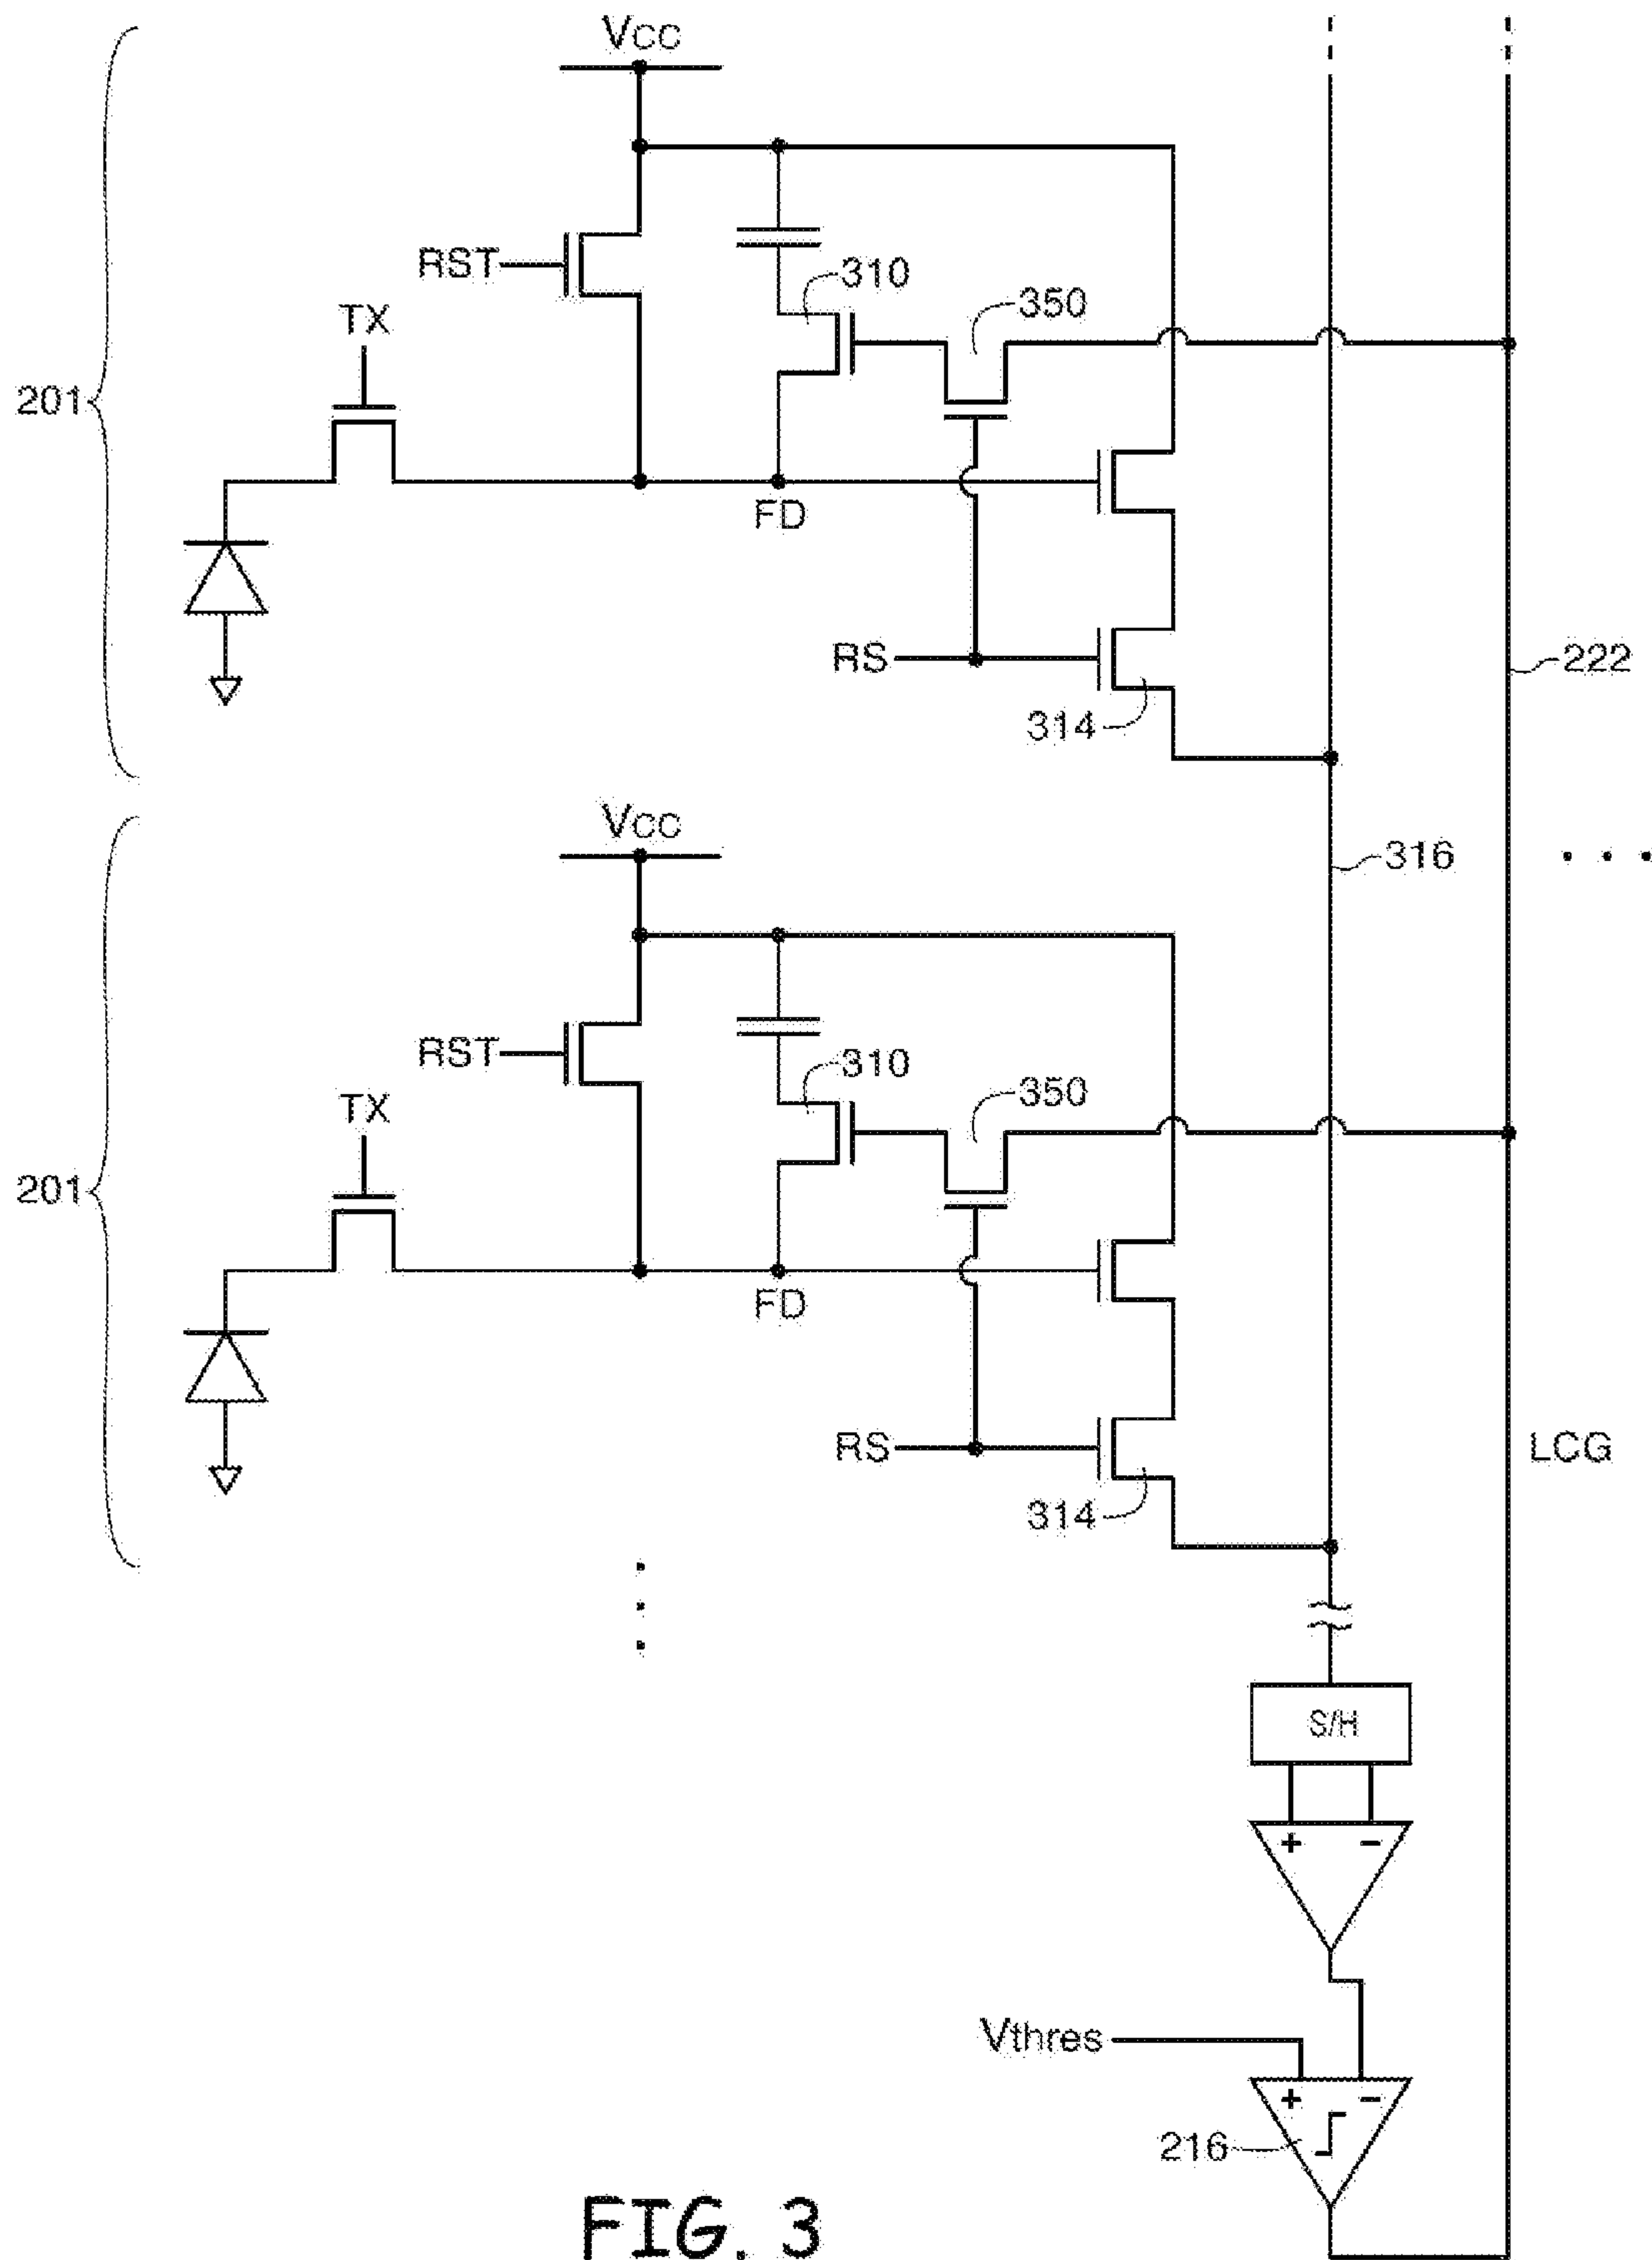 Vcc
RST
310
350
TX
201
FD
RS
222
314
Vcc
316
RST
310
350
TX
201
FD
RS
LCG
314
S/H
+ −
Vthres
+ −
216
FIG. 3